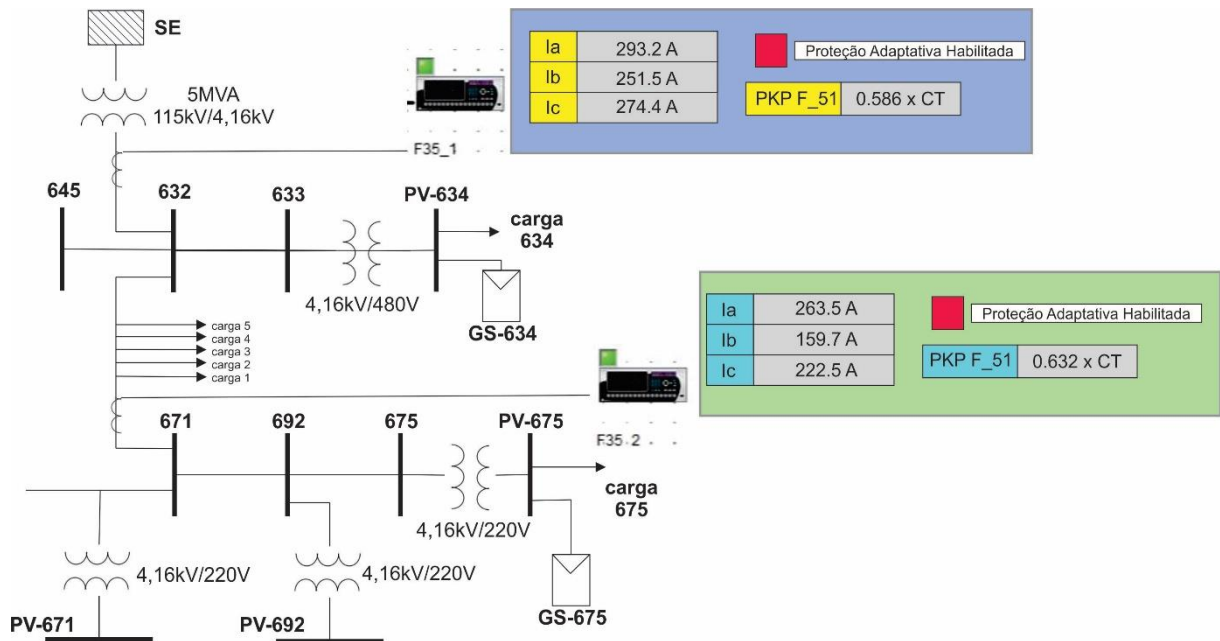 SE
5MVA
115kV/4,16kV
F35_1
Ia 293.2 A
Ib 251.5 A
Ic 274.4 A
Proteção Adaptativa Habilitada
PKP F_51 0.586 x CT
645
632
633
PV-634
carga
634
4,16kV/480V
GS-634
carga 5
carga 4
carga 3
carga 2
carga 1
Ia 263.5 A
Ib 159.7 A
Ic 222.5 A
Proteção Adaptativa Habilitada
PKP F_51 0.632 x CT
F35 2
671
692
675
PV-675
carga
675
4,16kV/220V
GS-675
4,16kV/220V
4,16kV/220V
PV-671
PV-692